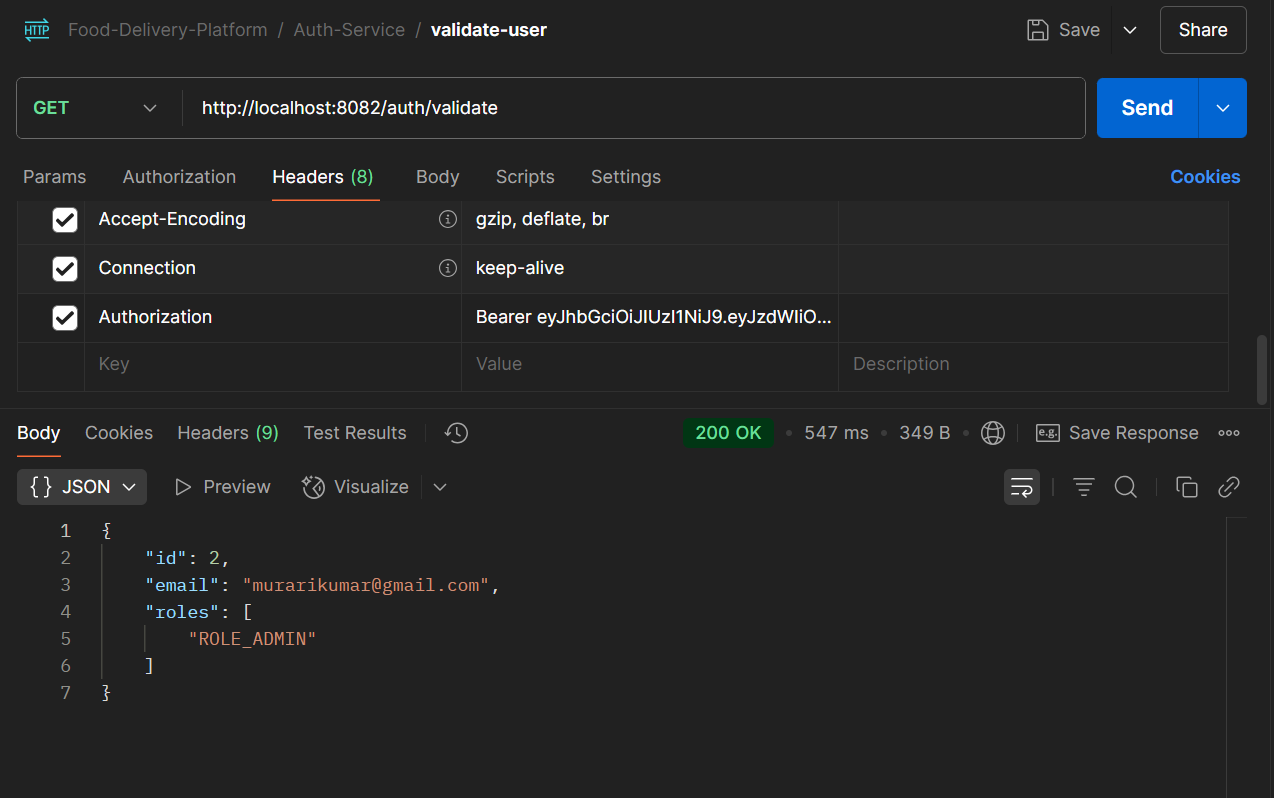 HTTP Food-Delivery-Platform / Auth-Service / validate-user Save Share
GET http://localhost:8082/auth/validate Send
Params Authorization Headers (8) Body Scripts Settings Cookies
Accept-Encoding gzip, deflate, br
Connection keep-alive
Authorization Bearer eyJhbGciOiJIUzI1NiJ9.eyJzdWIiO...
Key Value Description
Body Cookies Headers (9) Test Results 200 OK • 547 ms • 349 B • e.g. Save Response
{} JSON Preview Visualize
1 {
2 "id": 2,
3 "email": "murarikumar@gmail.com",
4 "roles": [
5 "ROLE_ADMIN"
6 ]
7 }